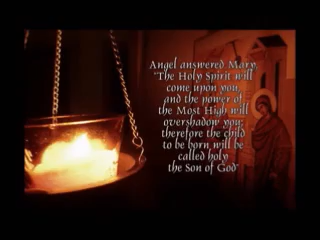 Angel answered Mary,
"The Holy Spirit will
come upon you,
and the power of
the Most High will
overshadow you;
therefore the child
to be born will be
called holy
the Son of God"